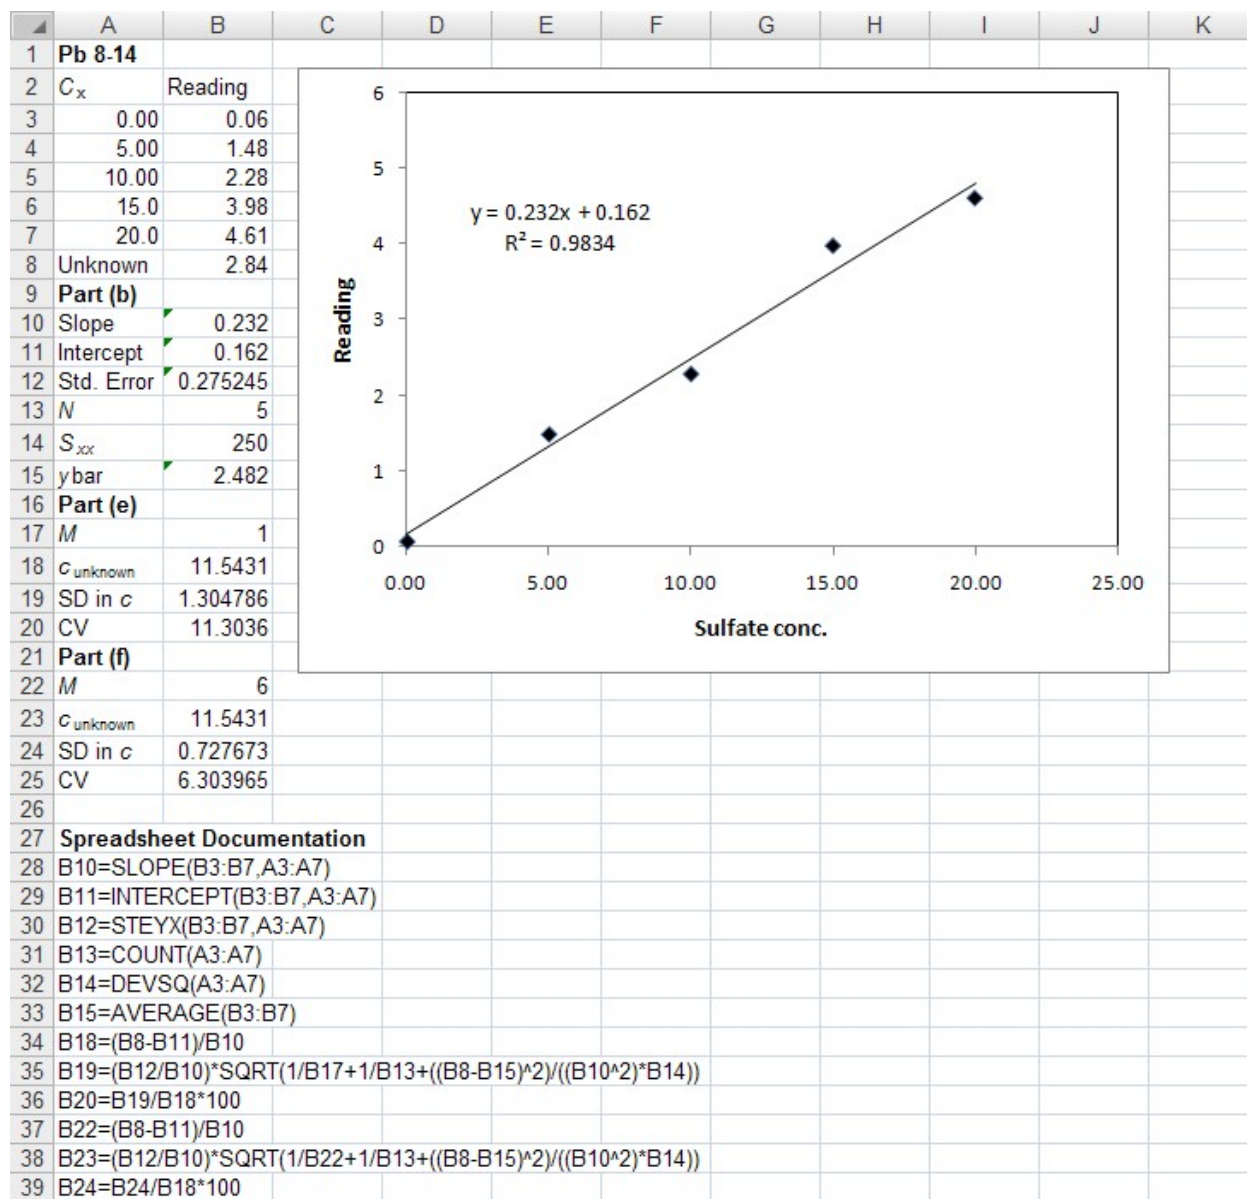 A B C D E F G H I J K
1 Pb 8-14
2 Cx Reading
3 0.00 0.06
4 5.00 1.48
5 10.00 2.28
6 15.0 3.98
7 20.0 4.61
8 Unknown 2.84
9 Part (b)
10 Slope 0.232
11 Intercept 0.162
12 Std. Error 0.275245
13 N 5
14 Sxx 250
15 y bar 2.482
16 Part (e)
17 M 1
18 c unknown 11.5431
19 SD in c 1.304786
20 CV 11.3036
21 Part (f)
22 M 6
23 c unknown 11.5431
24 SD in c 0.727673
25 CV 6.303965
26
27 Spreadsheet Documentation
28 B10=SLOPE(B3:B7,A3:A7)
29 B11=INTERCEPT(B3:B7,A3:A7)
30 B12=STEYX(B3:B7,A3:A7)
31 B13=COUNT(A3:A7)
32 B14=DEVSQ(A3:A7)
33 B15=AVERAGE(B3:B7)
34 B18=(B8-B11)/B10
35 B19=(B12/B10)*SQRT(1/B17+1/B13+((B8-B15)^2)/((B10^2)*B14))
36 B20=B19/B18*100
37 B22=(B8-B11)/B10
38 B23=(B12/B10)*SQRT(1/B22+1/B13+((B8-B15)^2)/((B10^2)*B14))
39 B24=B24/B18*100
6
5
4
3
2
1
0
Reading
y = 0.232x + 0.162
R² = 0.9834
0.00 5.00 10.00 15.00 20.00 25.00
Sulfate conc.